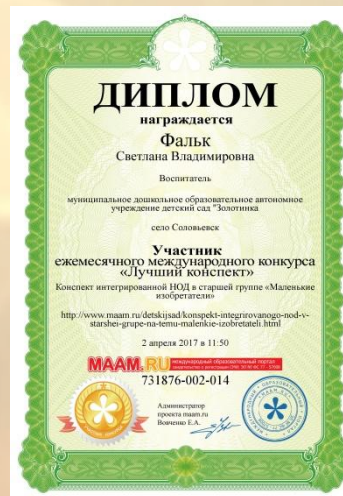 ДИПЛОМ
награждается
Фальк
Светлана Владимировна
Воспитатель
муниципальное дошкольное образовательное автономное
учреждение детский сад "Золотинка
село Соловьевск
Участник
ежемесячного международного конкурса
«Лучший конспект»
Конспект интегрированной НОД в старшей группе «Маленькие
изобретатели»
http://www.maam.ru/detskijsad/konspekt-integrirovanogo-nod-v-
starshei-grupe-na-temu-malenkie-izobretateli.html
2 апреля 2017 в 11:50
MAAM.RU международный образовательный портал
731876-002-014
Администратор
проекта maam.ru
Вовченко Е.А.